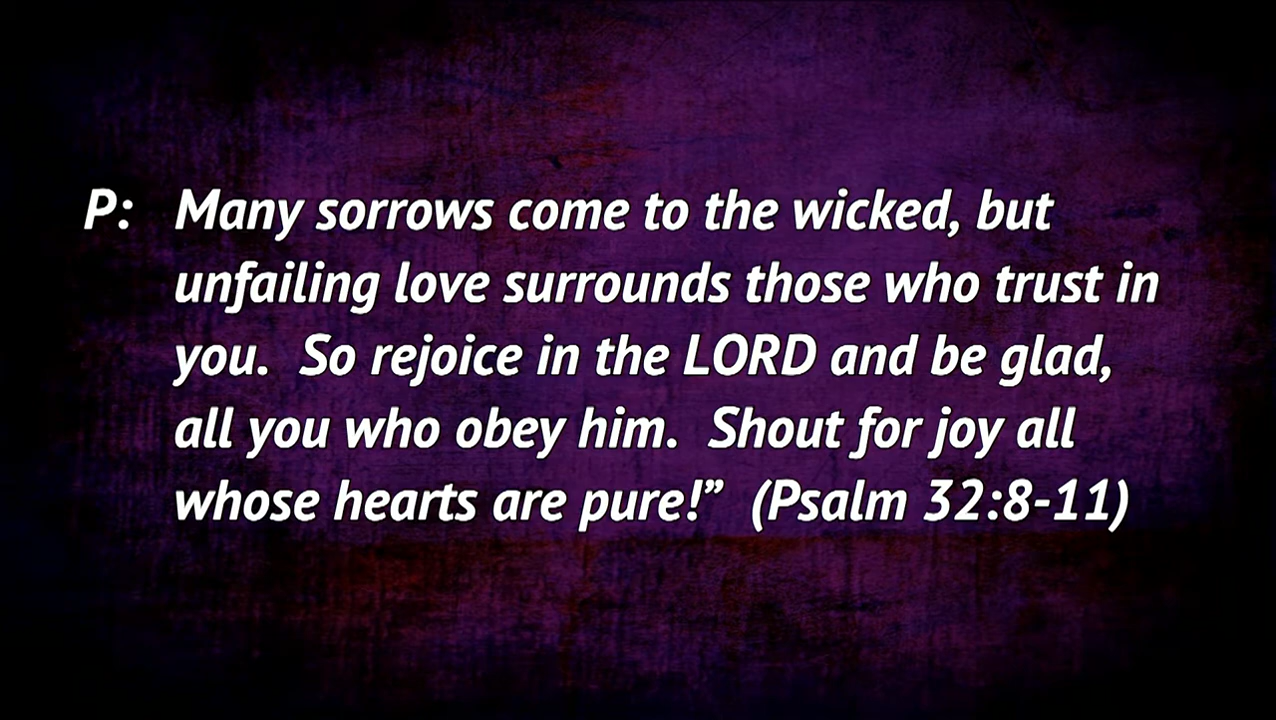 P: Many sorrows come to the wicked, but
unfailing love surrounds those who trust in
you. So rejoice in the LORD and be glad,
all you who obey him. Shout for joy all
whose hearts are pure!” (Psalm 32:8-11)